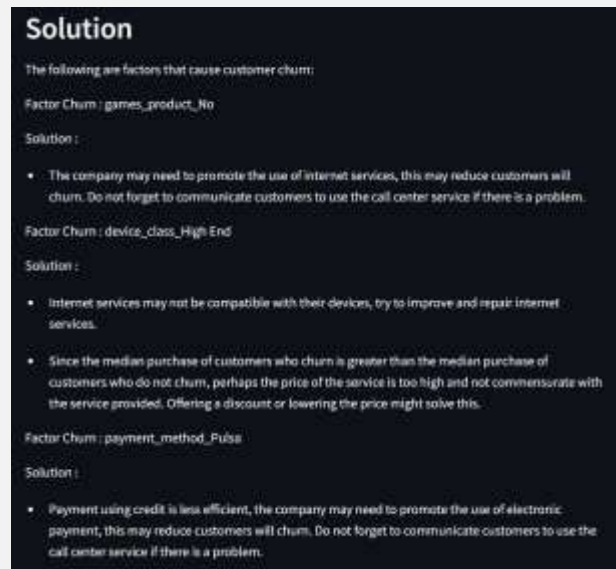 Solution
The following are factors that cause customer churn:
Factor Churn : games_product_No
Solution :
• The company may need to promote the use of internet services, this may reduce customers will
churn. Do not forget to communicate customers to use the call center service if there is a problem.
Factor Churn : device_class_High End
Solution :
• Internet services may not be compatible with their devices, try to improve and repair internet
services.
• Since the median purchase of customers who churn is greater than the median purchase of
customers who do not churn, perhaps the price of the service is too high and not commensurate with
the service provided. Offering a discount or lowering the price might solve this.
Factor Churn : payment_method_Pulsa
Solution :
• Payment using credit is less efficient, the company may need to promote the use of electronic
payment, this may reduce customers will churn. Do not forget to communicate customers to use the
call center service if there is a problem.